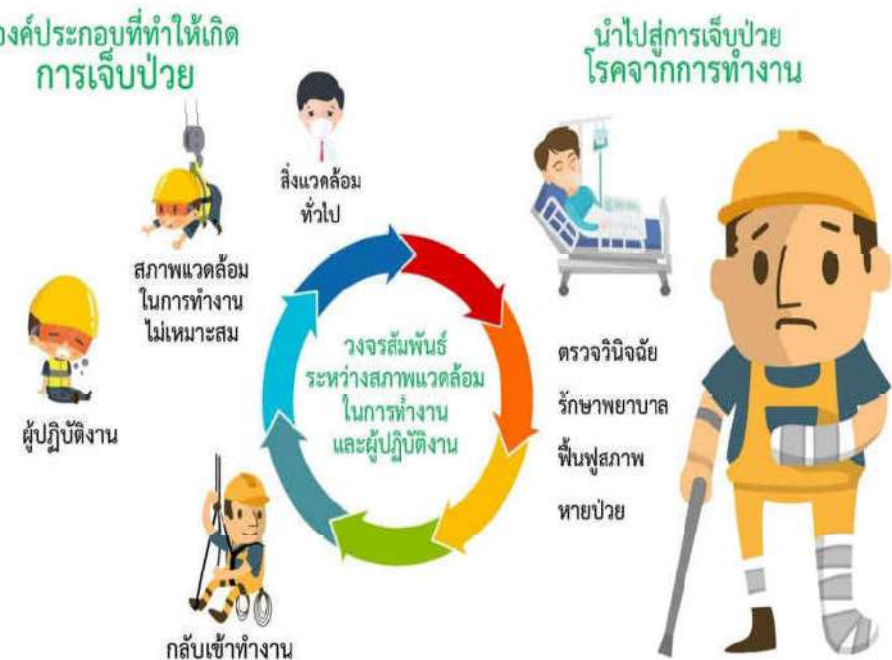 องค์ประกอบที่ทำให้เกิด
การเจ็บป่วย
สิ่งแวดล้อม
ทั่วไป
สภาพแวดล้อม
ในการทำงาน
ไม่เหมาะสม
ผู้ปฏิบัติงาน
กลับเข้าทำงาน
วงจรสัมพันธ์
ระหว่างสภาพแวดล้อม
ในการทำงาน
และผู้ปฏิบัติงาน
นำไปสู่การเจ็บป่วย
โรคจากการทำงาน
ตรวจวินิจฉัย
รักษาพยาบาล
ฟื้นฟูสภาพ
หายป่วย